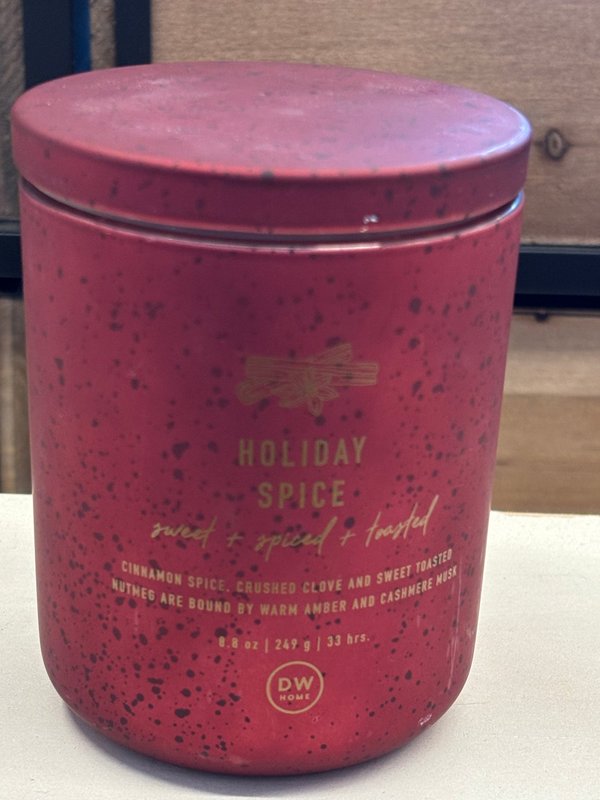 HOLIDAY
SPICE
sweet + spiced + toasted
CINNAMON SPICE, CRUSHED CLOVE AND SWEET TOASTED
NUTMEG ARE BOUND BY WARM AMBER AND CASHMERE MUSK
8.8 oz | 249 g | 33 hrs.
DW
HOME